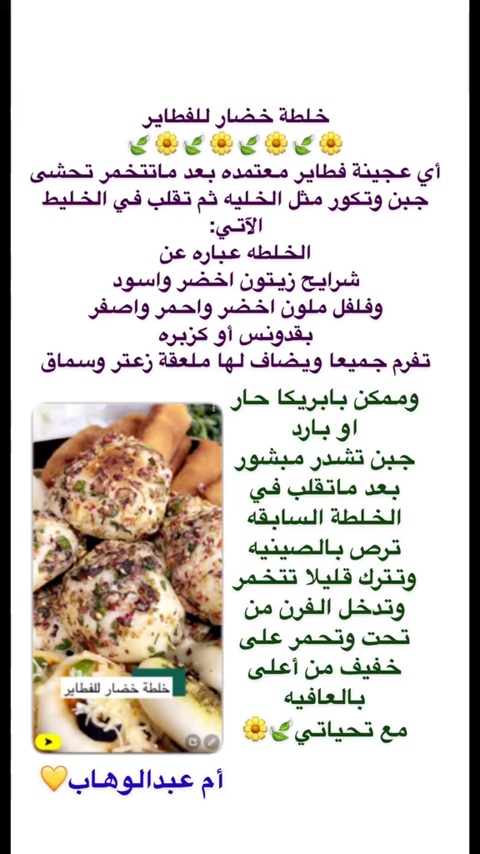 خلطة خضار للفطاير
🌼🍃🌼🍃🌼🍃🌼🍃
أي عجينة فطاير معتمده بعد ماتتخمر تحشى
جبن وتكور مثل الخليه ثم تقلب في الخليط
الآتي:
الخلطه عباره عن
شرايح زيتون اخضر واسود
وفلفل ملون اخضر واحمر واصفر
بقدونس أو كزبره
تفرم جميعا ويضاف لها ملعقة زعتر وسماق
وممكن بابريكا حار
او بارد
جبن تشدر مبشور
بعد ماتقلب في
الخلطة السابقه
ترص بالصينيه
وتترك قليلا تتخمر
وتدخل الفرن من
تحت وتحمر على
خفيف من أعلى
بالعافيه
مع تحياتي🍃🌼
خلطة خضار للفطاير
أم عبدالوهاب💛